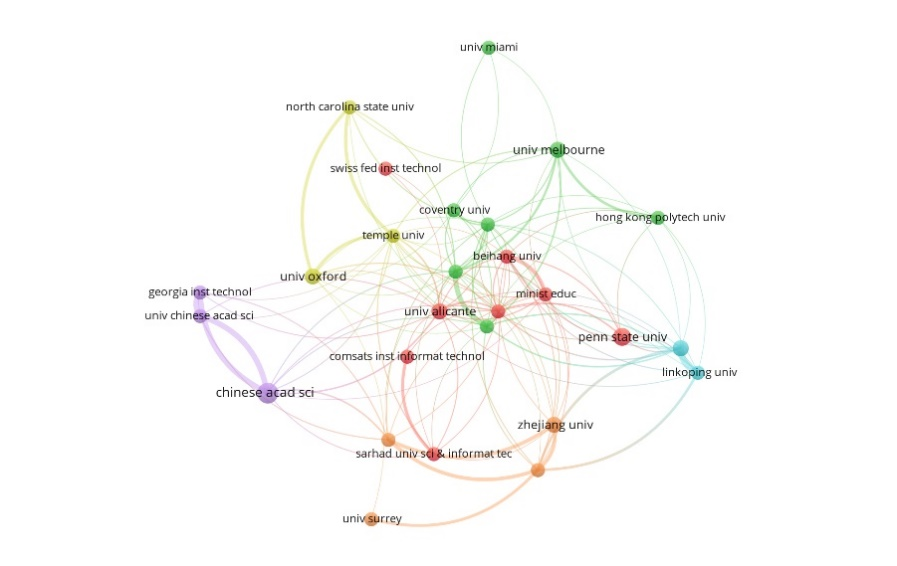 univ miami
north carolina state univ
univ melbourne
swiss fed inst technol
coventry univ
hong kong polytech univ
temple univ
beihang univ
univ oxford
georgia inst technol
minist educ
univ chinese acad sci
univ alicante
penn state univ
comsats inst informat technol
linkoping univ
chinese acad sci
zhejiang univ
sarhad univ sci & informat tec
univ surrey